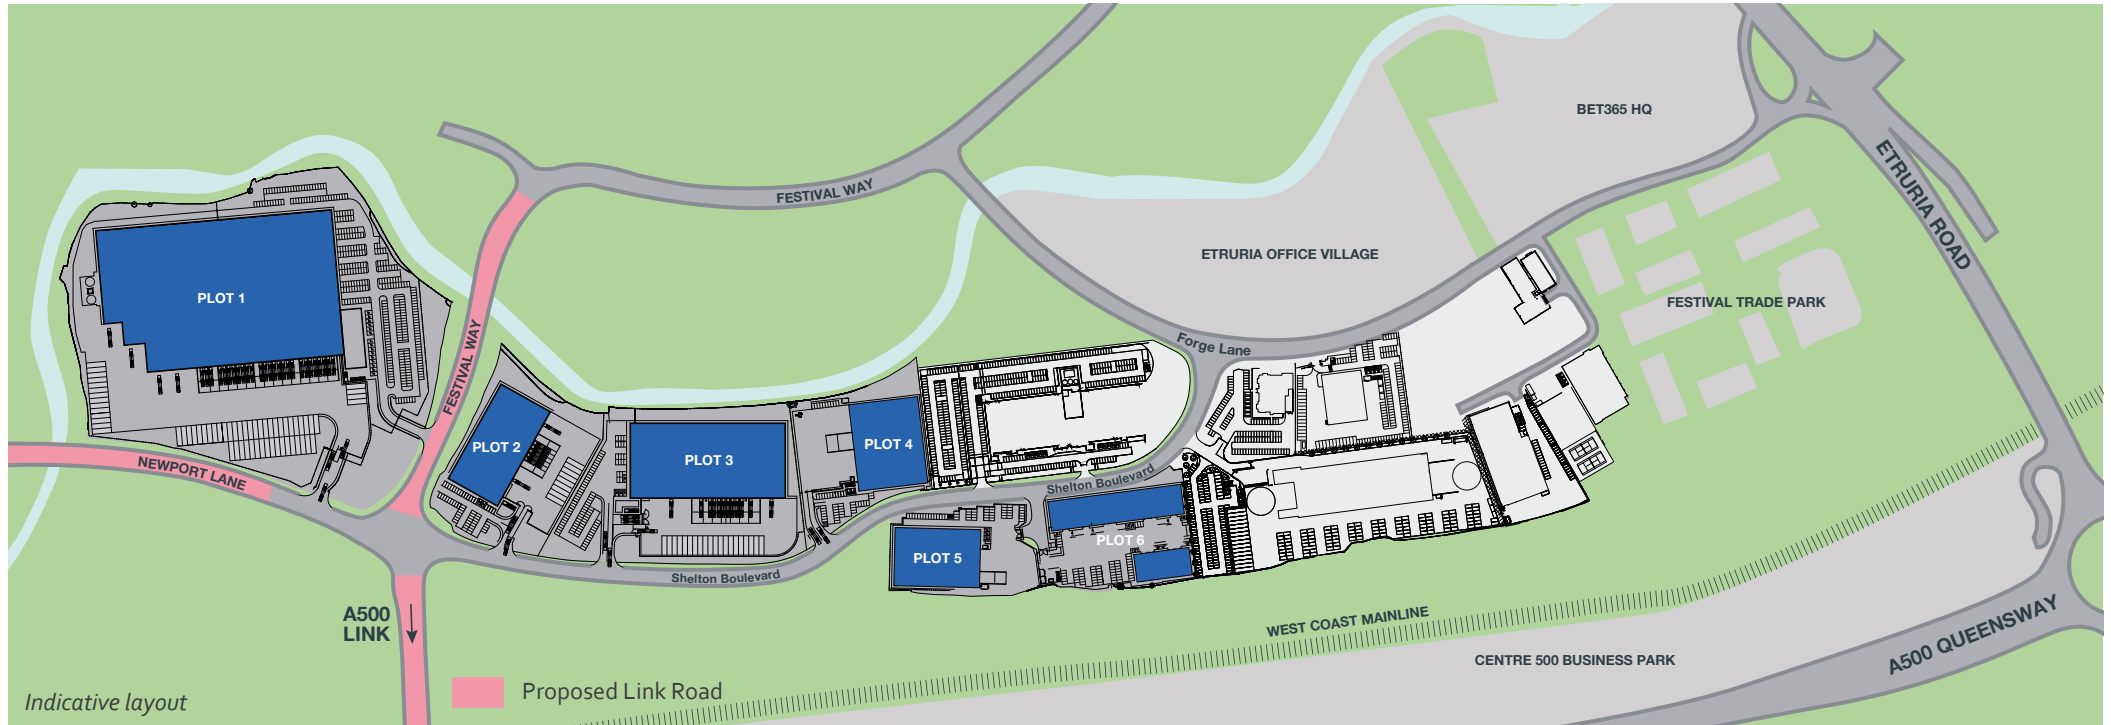 BET365 HQ
ETRURIA ROAD
FESTIVAL WAY
ETRURIA OFFICE VILLAGE
PLOT 1
FESTIVAL TRADE PARK
Forge Lane
FESTIVAL WAY
PLOT 2
PLOT 3
PLOT 4
NEWPORT LANE
Shelton Boulevard
PLOT 5
PLOT 6
Shelton Boulevard
A500
LINK
WEST COAST MAINLINE
A500 QUEENSWAY
CENTRE 500 BUSINESS PARK
Proposed Link Road
Indicative layout